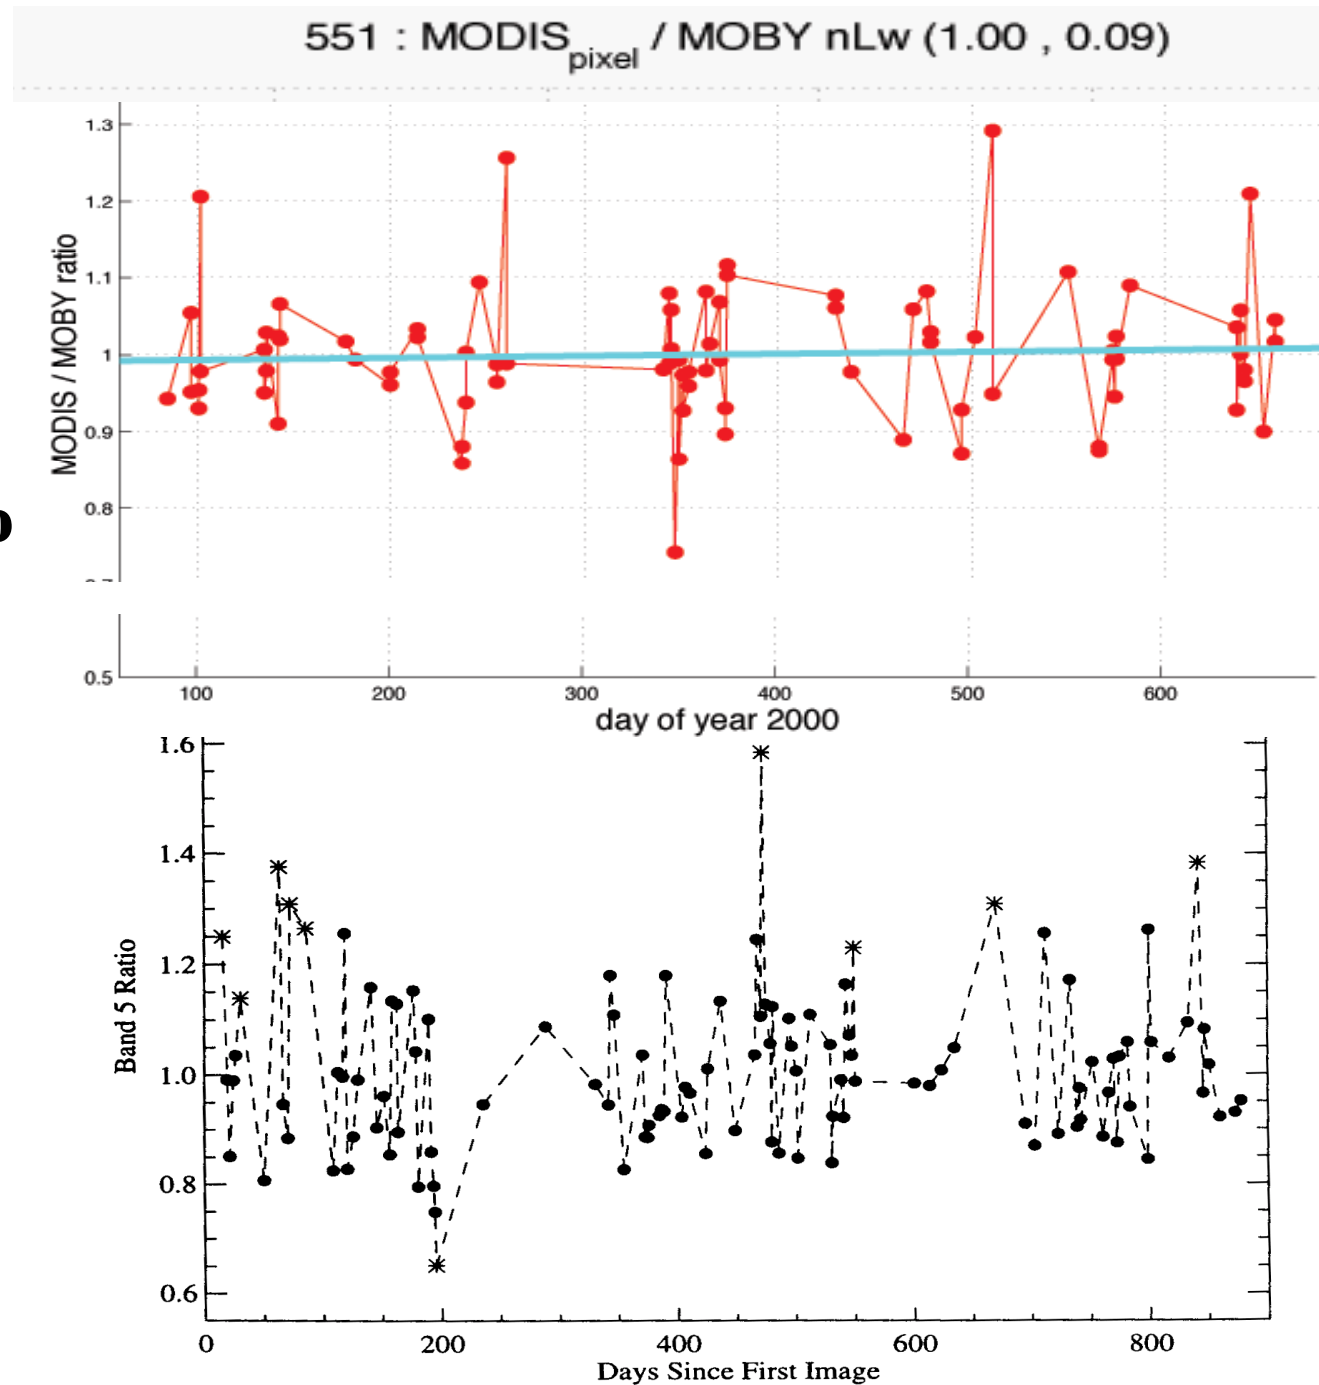 551 : MODISpixel / MOBY nLw (1.00 , 0.09)
1.3
1.2
1.1
1
0.9
0.8
MODIS / MOBY ratio
0.5
100 200 300 400 500 600
day of year 2000
1.6
1.4
1.2
1.0
0.8
0.6
Band 5 Ratio
0 200 400 600 800
Days Since First Image